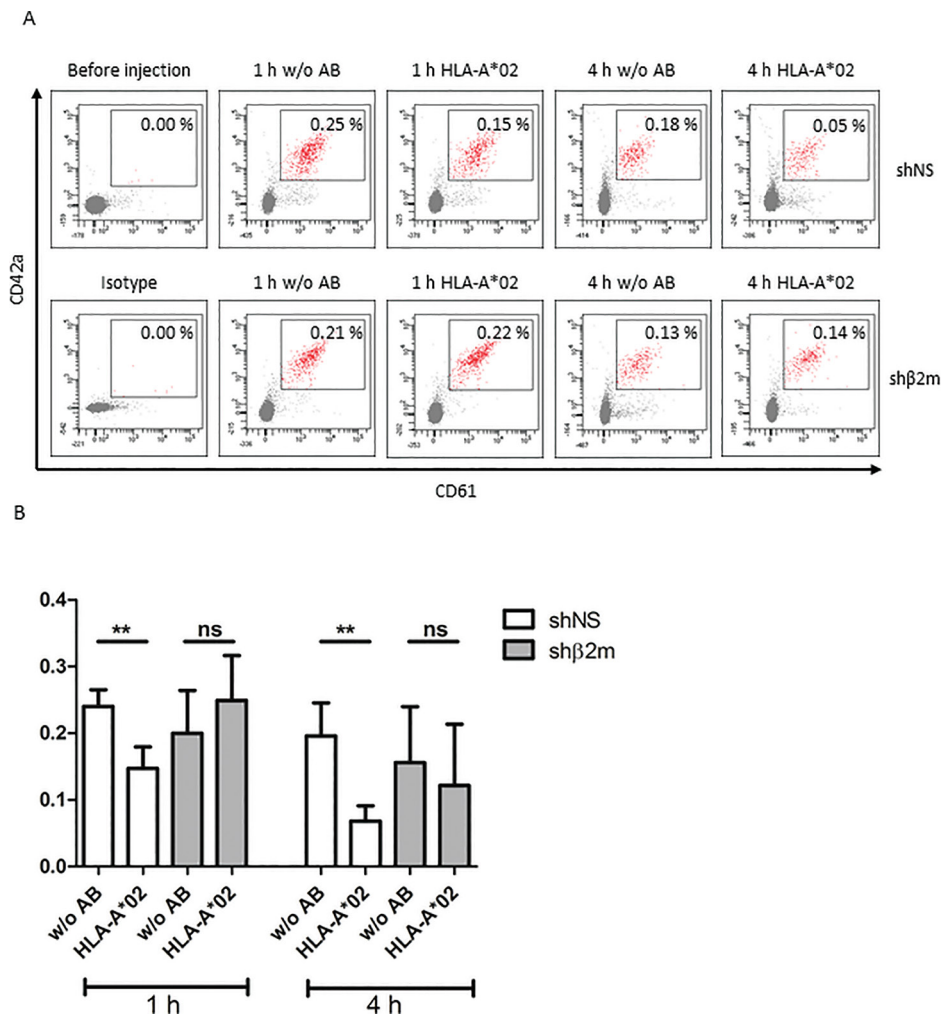 A
Before injection 1 h w/o AB 1 h HLA-A*02 4 h w/o AB 4 h HLA-A*02
0.00 % 0.25 % 0.15 % 0.18 % 0.05 %
shNS
CD42a
Isotype 1 h w/o AB 1 h HLA-A*02 4 h w/o AB 4 h HLA-A*02
0.00 % 0.21 % 0.22 % 0.13 % 0.14 %
shβ2m
CD61
B
0.4
0.3
0.2
0.1
0.0
** ns ** ns
shNS
shβ2m
w/o AB HLA-A*02 w/o AB HLA-A*02 w/o AB HLA-A*02 w/o AB HLA-A*02
1 h 4 h